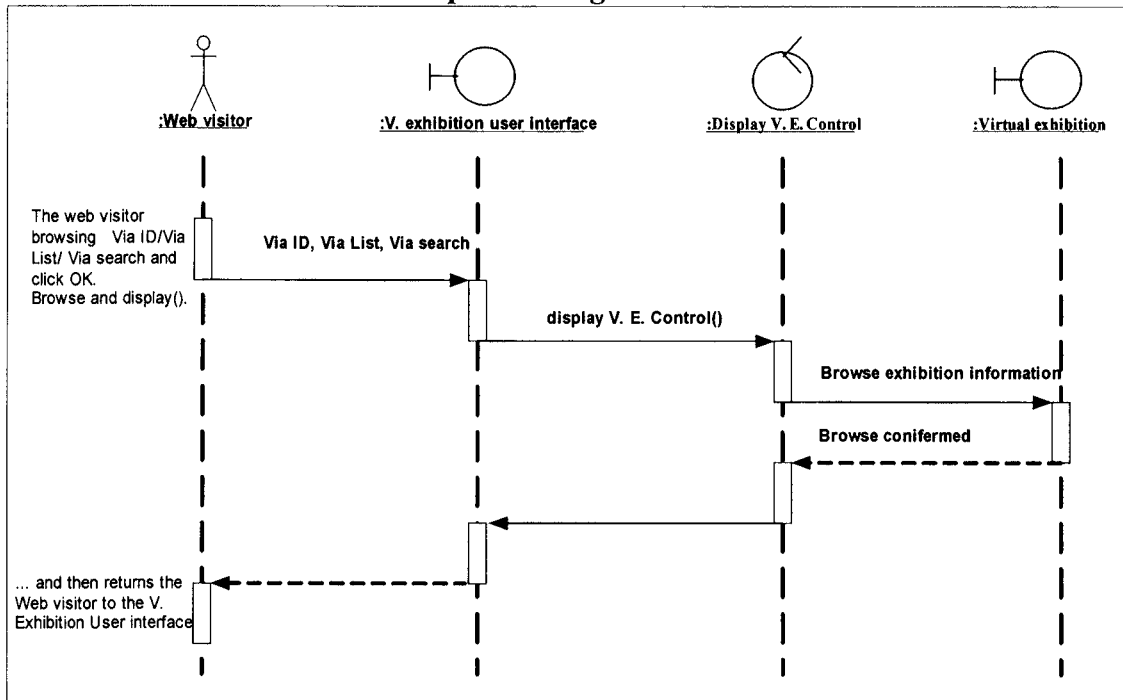 :Web visitor
:V. exhibition user interface
:Display V. E. Control
:Virtual exhibition
The web visitor
browsing Via ID/Via
List/ Via search and
click OK.
Browse and display().
Via ID, Via List, Via search
display V. E. Control()
Browse exhibition information
Browse conifermed
... and then returns the
Web visitor to the V.
Exhibition User interface